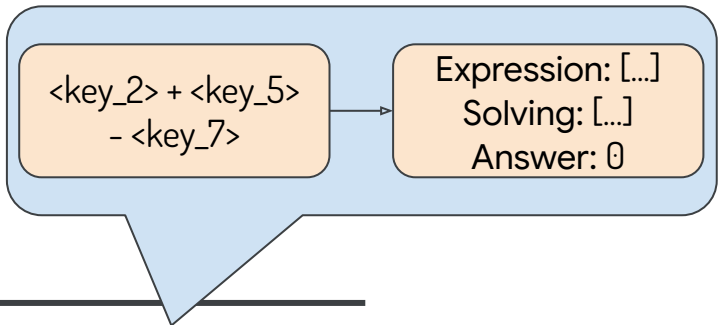 <key_2> + <key_5>
- <key_7>
Expression: [...]
Solving: [...]
Answer: 0